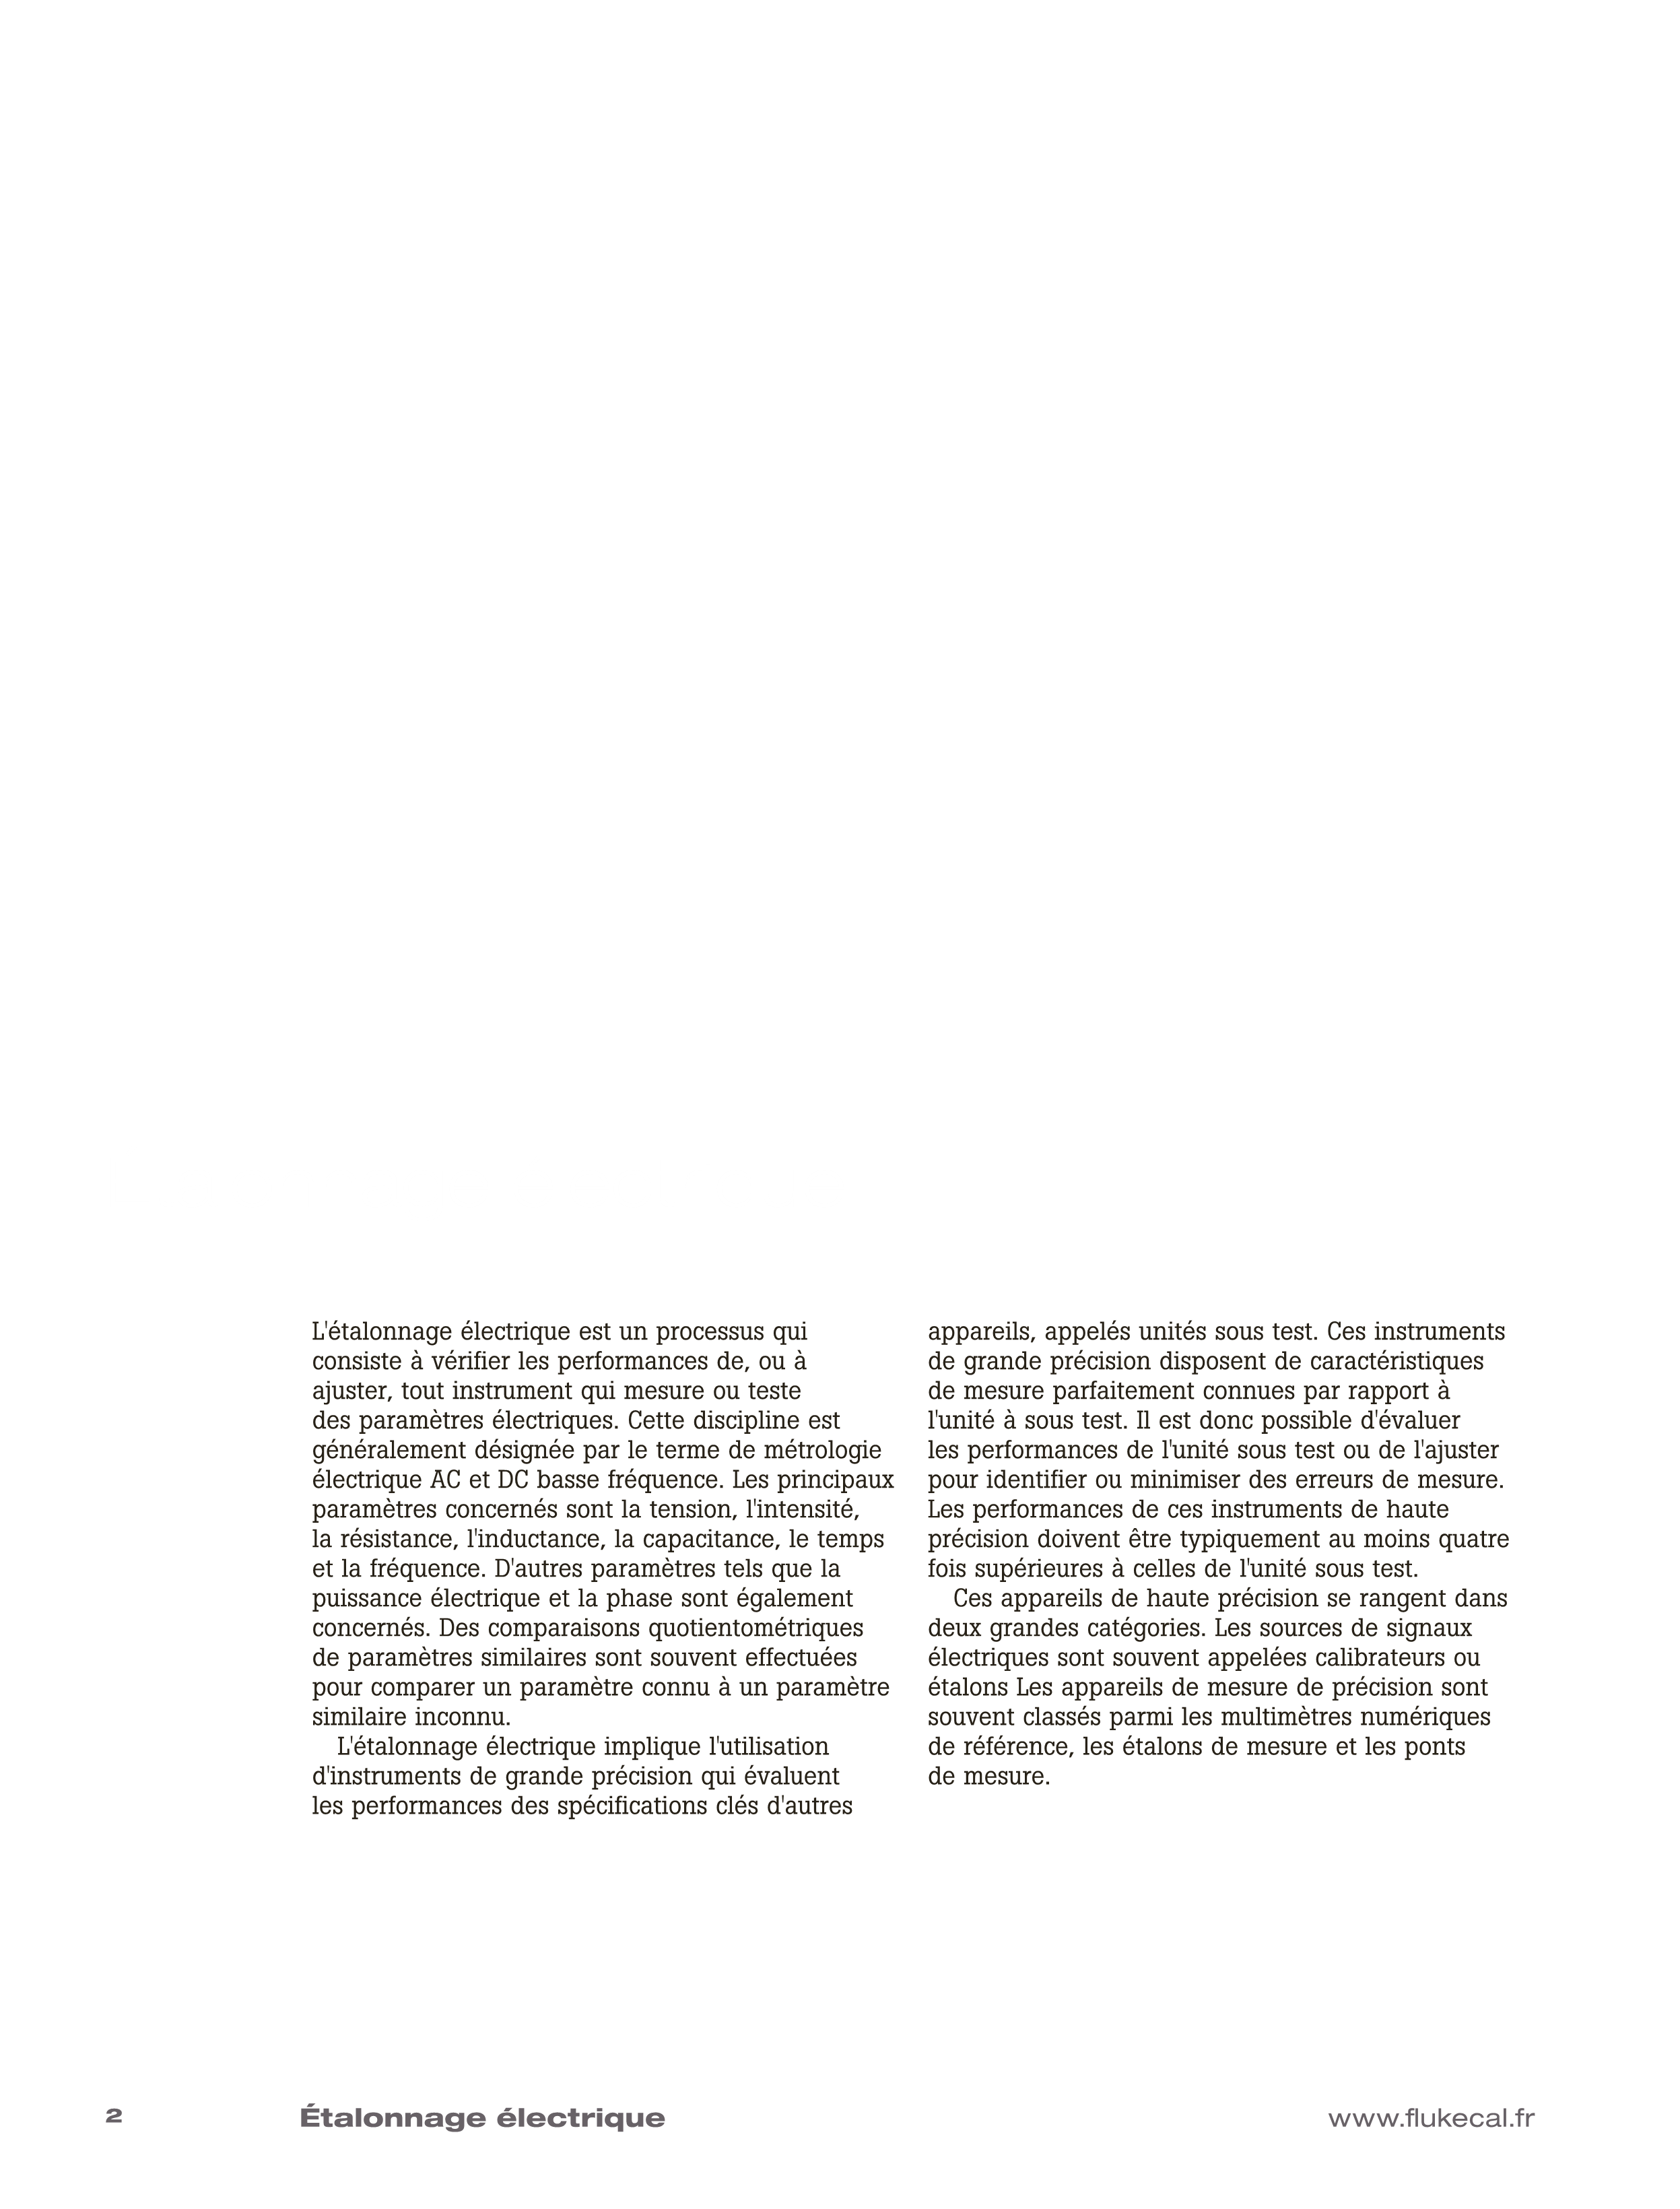 L'étalonnage électrique est un processus qui
consiste à vérifier les performances de, ou à
ajuster, tout instrument qui mesure ou teste
des paramètres électriques. Cette discipline est
généralement désignée par le terme de métrologie
électrique AC et DC basse fréquence. Les principaux
paramètres concernés sont la tension, l'intensité,
la résistance, l'inductance, la capacitance, le temps
et la fréquence. D'autres paramètres tels que la
puissance électrique et la phase sont également
concernés. Des comparaisons quotientométriques
de paramètres similaires sont souvent effectuées
pour comparer un paramètre connu à un paramètre
similaire inconnu.
L'étalonnage électrique implique l'utilisation
d'instruments de grande précision qui évaluent
les performances des spécifications clés d'autres
appareils, appelés unités sous test. Ces instruments
de grande précision disposent de caractéristiques
de mesure parfaitement connues par rapport à
l'unité à sous test. Il est donc possible d'évaluer
les performances de l'unité sous test ou de l'ajuster
pour identifier ou minimiser des erreurs de mesure.
Les performances de ces instruments de haute
précision doivent être typiquement au moins quatre
fois supérieures à celles de l'unité sous test.
Ces appareils de haute précision se rangent dans
deux grandes catégories. Les sources de signaux
électriques sont souvent appelées calibrateurs ou
étalons Les appareils de mesure de précision sont
souvent classés parmi les multimètres numériques
de référence, les étalons de mesure et les ponts
de mesure.
2 Étalonnage électrique www.flukecal.fr